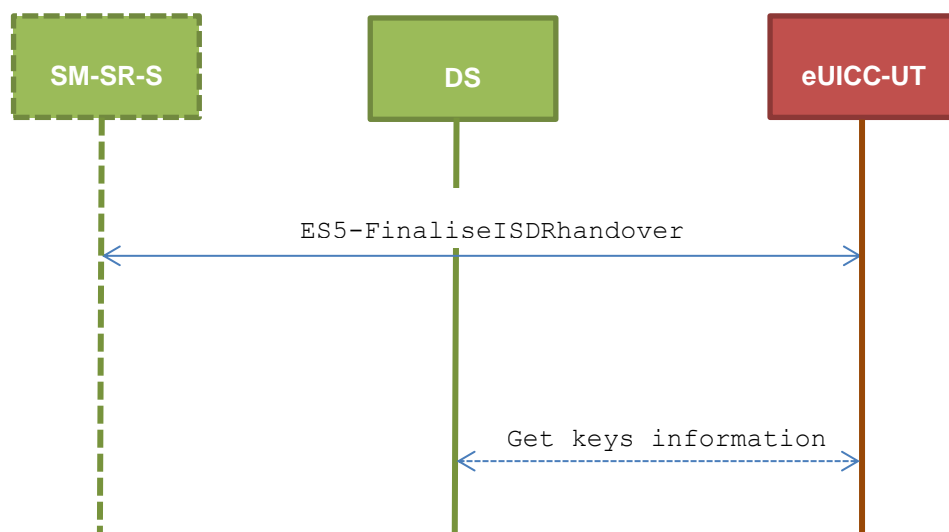 SM-SR-S
DS
eUICC-UT
ES5-FinaliseISDRhandover
Get keys information